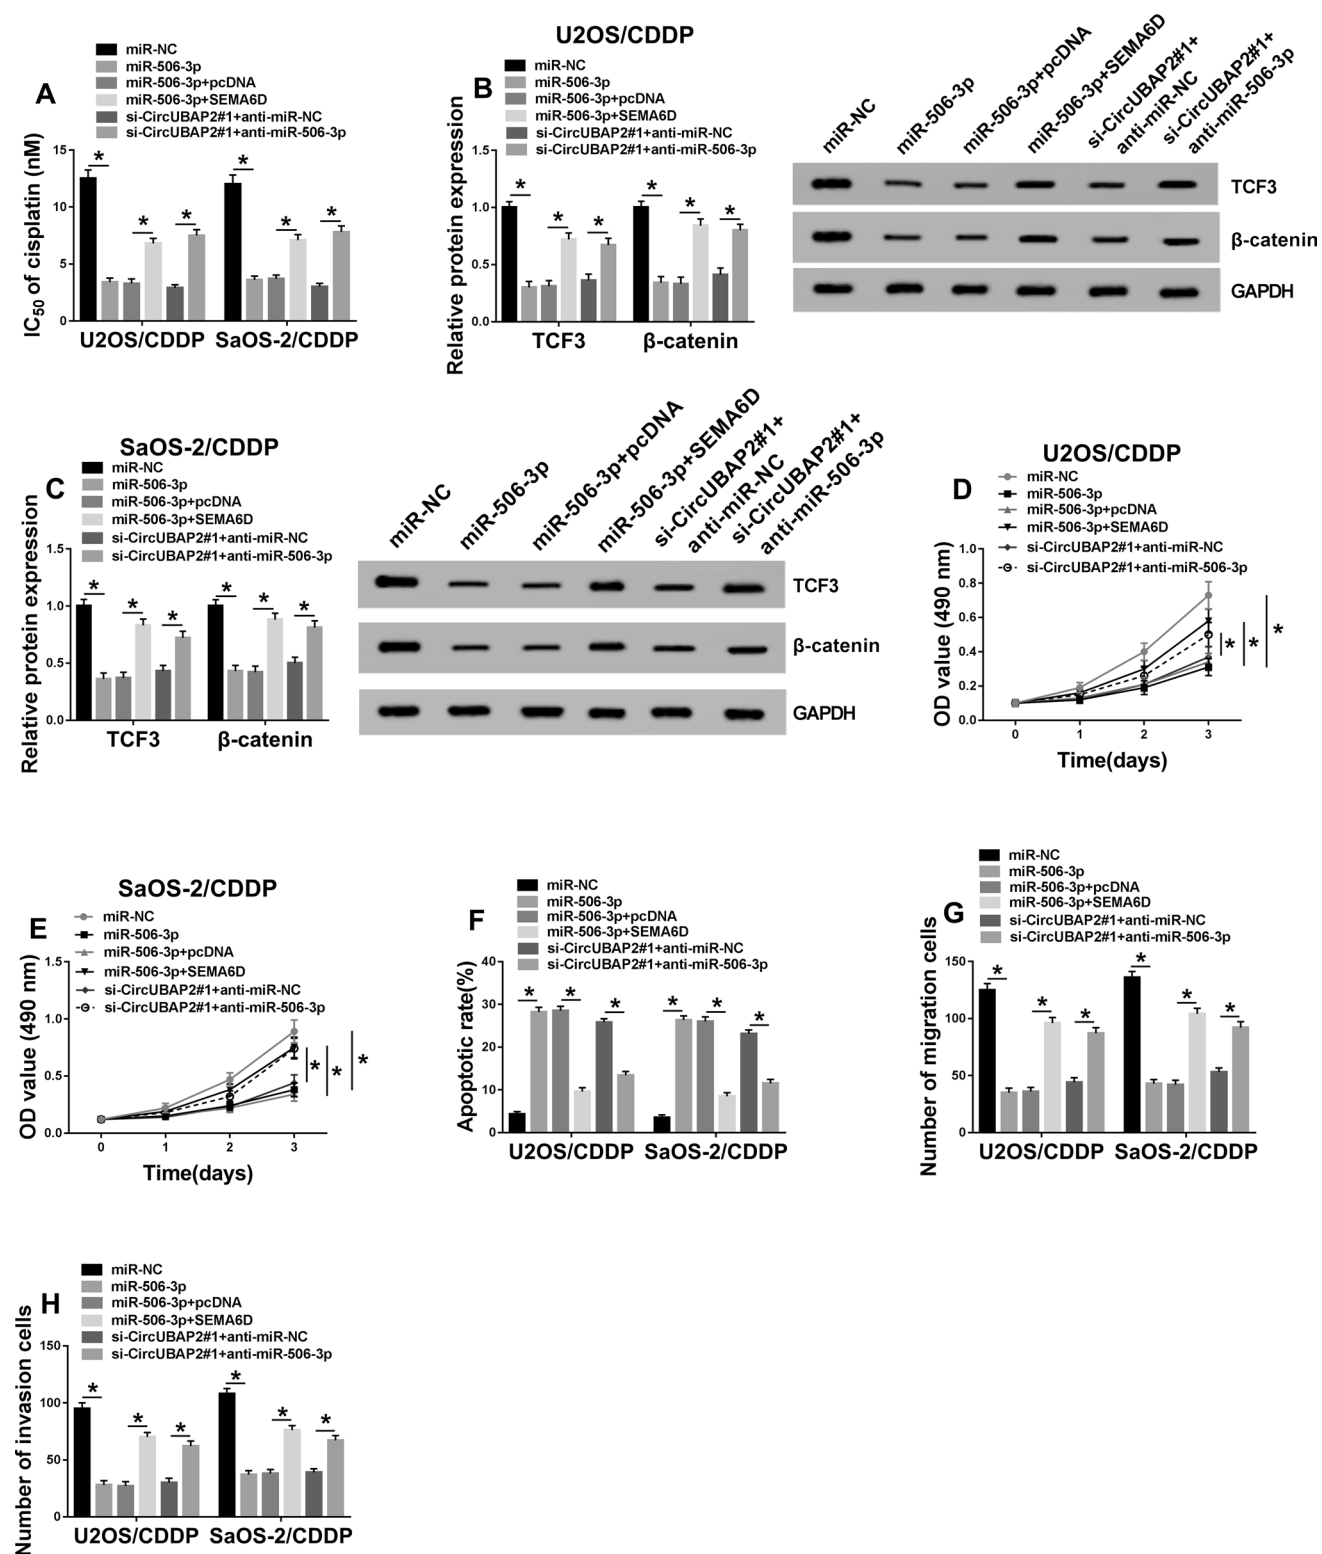 A
miR-NC
miR-506-3p
miR-506-3p+pcDNA
miR-506-3p+SEMA6D
si-CircUBAP2#1+anti-miR-NC
si-CircUBAP2#1+anti-miR-506-3p
IC50 of cisplatin (nM)
15
10
5
0
* * * * * *
U2OS/CDDP SaOS-2/CDDP
B
U2OS/CDDP
miR-NC
miR-506-3p
miR-506-3p+pcDNA
miR-506-3p+SEMA6D
si-CircUBAP2#1+anti-miR-NC
si-CircUBAP2#1+anti-miR-506-3p
Relative protein expression
1.5
1.0
0.5
0.0
* * * * * *
TCF3 β-catenin
miR-NC
miR-506-3p
miR-506-3p+pcDNA
miR-506-3p+SEMA6D
si-CircUBAP2#1+
anti-miR-NC
si-CircUBAP2#1+
anti-miR-506-3p
TCF3
β-catenin
GAPDH
C
SaOS-2/CDDP
miR-NC
miR-506-3p
miR-506-3p+pcDNA
miR-506-3p+SEMA6D
si-CircUBAP2#1+anti-miR-NC
si-CircUBAP2#1+anti-miR-506-3p
Relative protein expression
1.5
1.0
0.5
0.0
* * * * * *
TCF3 β-catenin
miR-NC
miR-506-3p
miR-506-3p+pcDNA
miR-506-3p+SEMA6D
si-CircUBAP2#1+
anti-miR-NC
si-CircUBAP2#1+
anti-miR-506-3p
TCF3
β-catenin
GAPDH
D
U2OS/CDDP
miR-NC
miR-506-3p
miR-506-3p+pcDNA
miR-506-3p+SEMA6D
si-CircUBAP2#1+anti-miR-NC
si-CircUBAP2#1+anti-miR-506-3p
OD value (490 nm)
1.0
0.8
0.6
0.4
0.2
0.0
* * *
0 1 2 3
Time(days)
E
SaOS-2/CDDP
miR-NC
miR-506-3p
miR-506-3p+pcDNA
miR-506-3p+SEMA6D
si-CircUBAP2#1+anti-miR-NC
si-CircUBAP2#1+anti-miR-506-3p
OD value (490 nm)
1.5
1.0
0.5
0.0
* * *
0 1 2 3
Time(days)
F
miR-NC
miR-506-3p
miR-506-3p+pcDNA
miR-506-3p+SEMA6D
si-CircUBAP2#1+anti-miR-NC
si-CircUBAP2#1+anti-miR-506-3p
Apoptotic rate(%)
40
30
20
10
0
* * * * * *
U2OS/CDDP SaOS-2/CDDP
G
miR-NC
miR-506-3p
miR-506-3p+pcDNA
miR-506-3p+SEMA6D
si-CircUBAP2#1+anti-miR-NC
si-CircUBAP2#1+anti-miR-506-3p
Number of migration cells
150
100
50
0
* * * * * *
U2OS/CDDP SaOS-2/CDDP
H
miR-NC
miR-506-3p
miR-506-3p+pcDNA
miR-506-3p+SEMA6D
si-CircUBAP2#1+anti-miR-NC
si-CircUBAP2#1+anti-miR-506-3p
Number of invasion cells
150
100
50
0
* * * * * *
U2OS/CDDP SaOS-2/CDDP